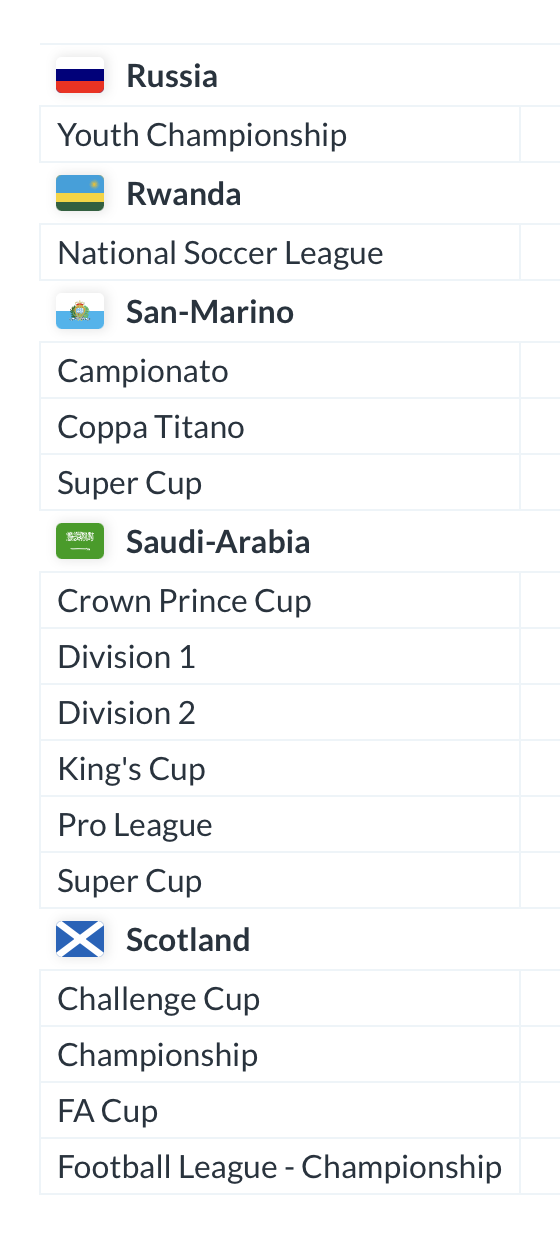 Russia
Youth Championship
Rwanda
National Soccer League
San-Marino
Campionato
Coppa Titano
Super Cup
Saudi-Arabia
Crown Prince Cup
Division 1
Division 2
King's Cup
Pro League
Super Cup
Scotland
Challenge Cup
Championship
FA Cup
Football League - Championship